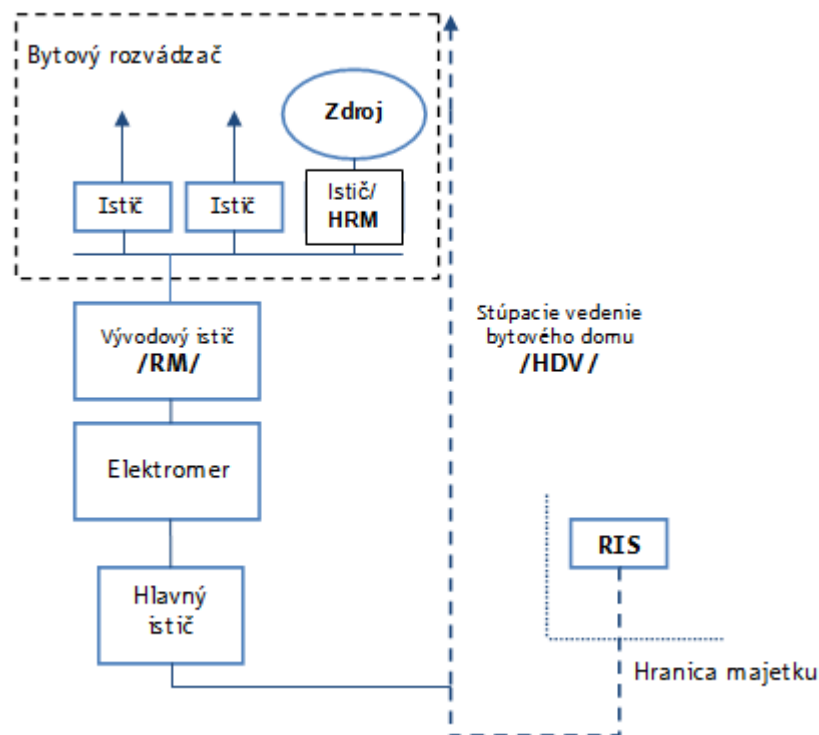 Bytový rozvádzač
Zdroj
Istič
Istič
Istič/
HRM
Vývodový istič
/RM/
Stúpacie vedenie
bytového domu
/HDV/
Elektromer
RIS
Hlavný
istič
Hranica majetku